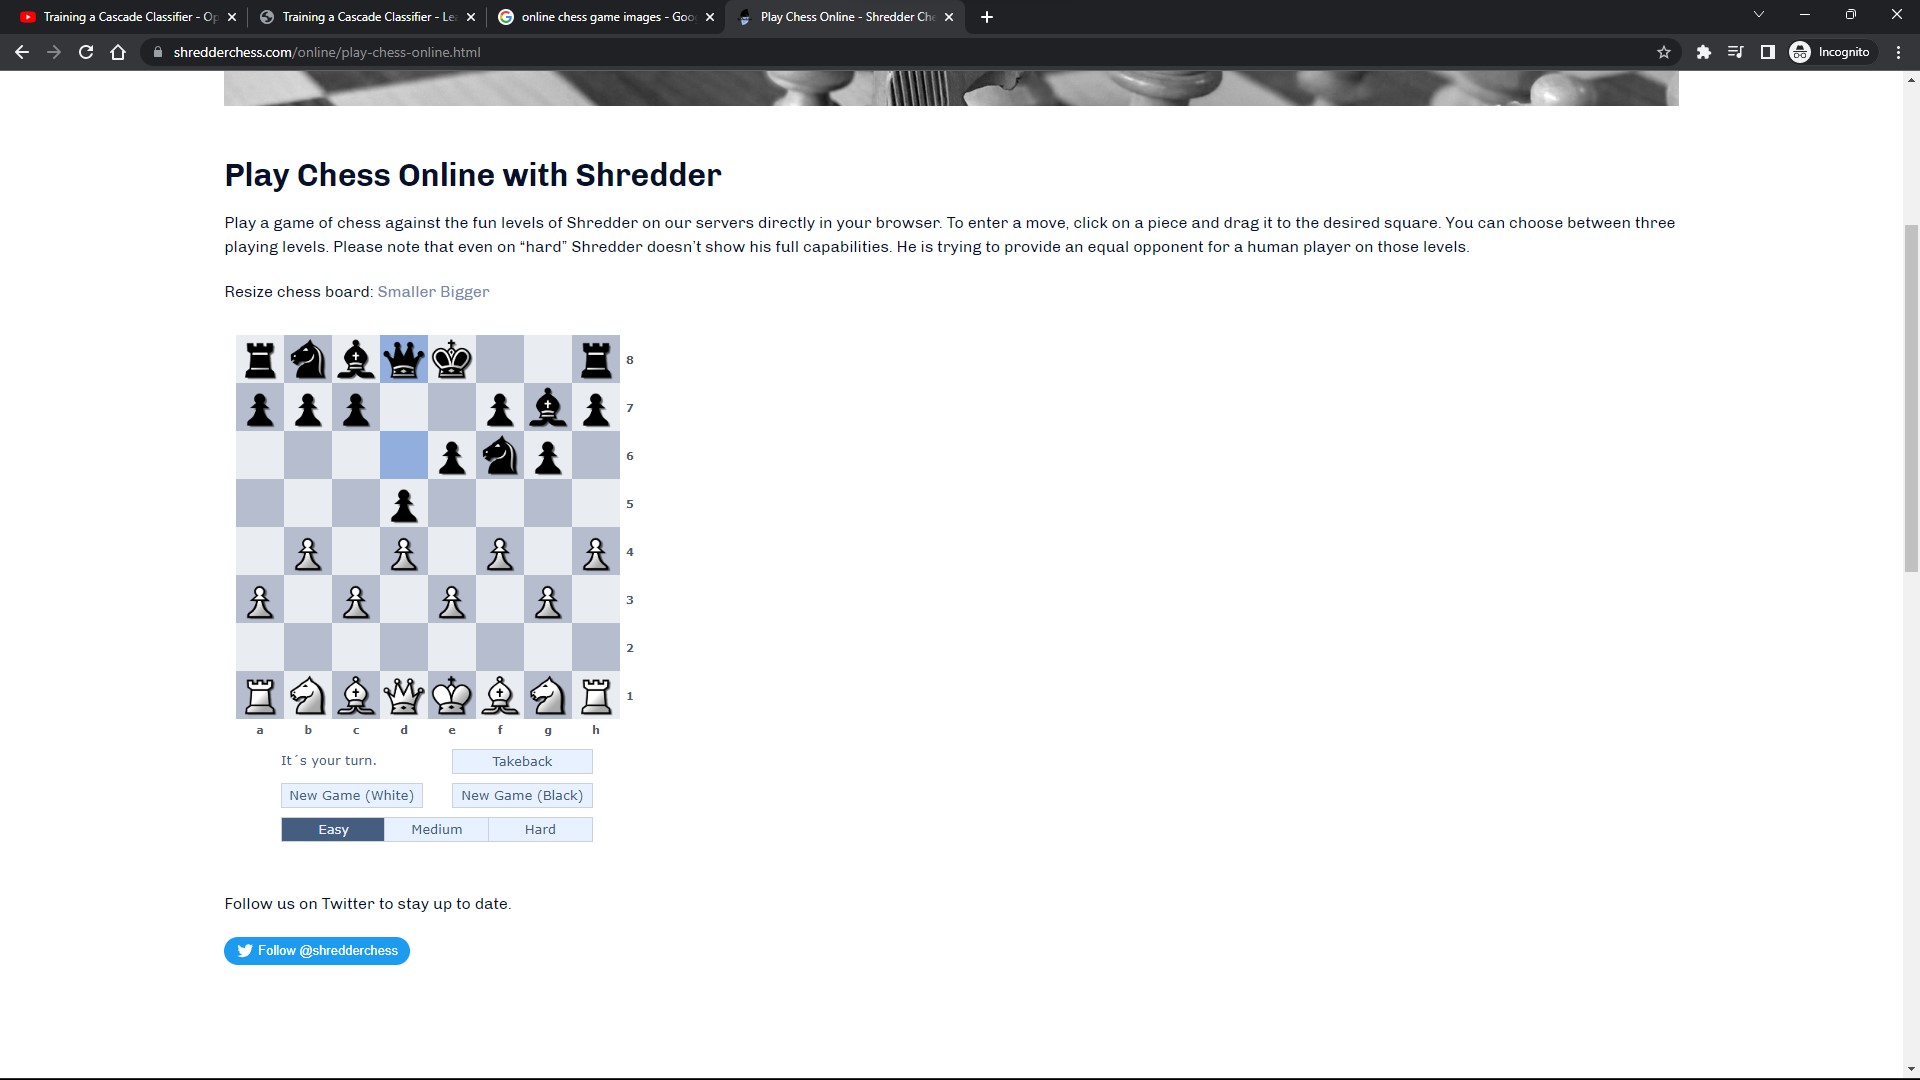 Training a Cascade Classifier - Op
Training a Cascade Classifier - Le
online chess game images - Goo
Play Chess Online - Shredder Che
shredderchess.com/online/play-chess-online.html
Incognito
Play Chess Online with Shredder
Play a game of chess against the fun levels of Shredder on our servers directly in your browser. To enter a move, click on a piece and drag it to the desired square. You can choose between three
playing levels. Please note that even on “hard” Shredder doesn’t show his full capabilities. He is trying to provide an equal opponent for a human player on those levels.
Resize chess board: Smaller Bigger
8
7
6
5
4
3
2
1
a b c d e f g h
It´s your turn.
Takeback
New Game (White)
New Game (Black)
Easy
Medium
Hard
Follow us on Twitter to stay up to date.
Follow @shredderchess